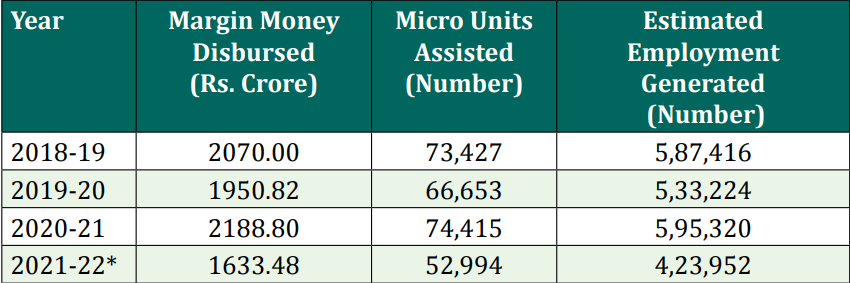 Year Margin Money Micro Units Estimated
Disbursed Assisted Employment
(Rs. Crore) (Number) Generated
(Number)
2018-19 2070.00 73,427 5,87,416
2019-20 1950.82 66,653 5,33,224
2020-21 2188.80 74,415 5,95,320
2021-22* 1633.48 52,994 4,23,952